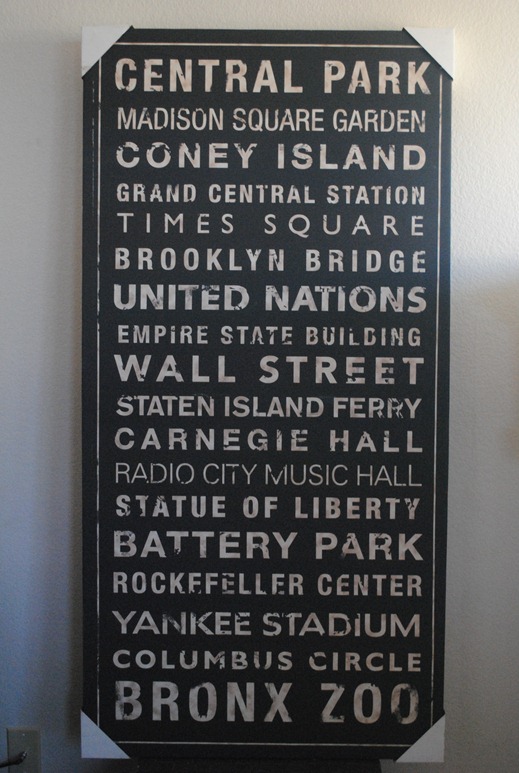 CENTRAL PARK
MADISON SQUARE GARDEN
CONEY ISLAND
GRAND CENTRAL STATION
TIMES SQUARE
BROOKLYN BRIDGE
UNITED NATIONS
EMPIRE STATE BUILDING
WALL STREET
STATEN ISLAND FERRY
CARNEGIE HALL
RADIO CITY MUSIC HALL
STATUE OF LIBERTY
BATTERY PARK
ROCKEFELLER CENTER
YANKEE STADIUM
COLUMBUS CIRCLE
BRONX ZOO